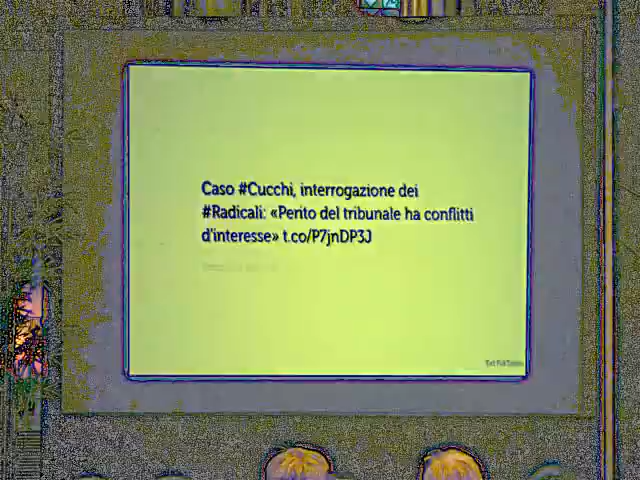 Caso #Cucchi, interrogazione dei
#Radicali: «Perito del tribunale ha conflitti
d'interesse» t.co/P7jnDP3J